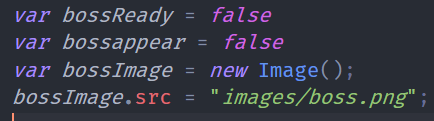 var bossReady = false
var bossappear = false
var bossImage = new Image();
bossImage.src = "images/boss.png";